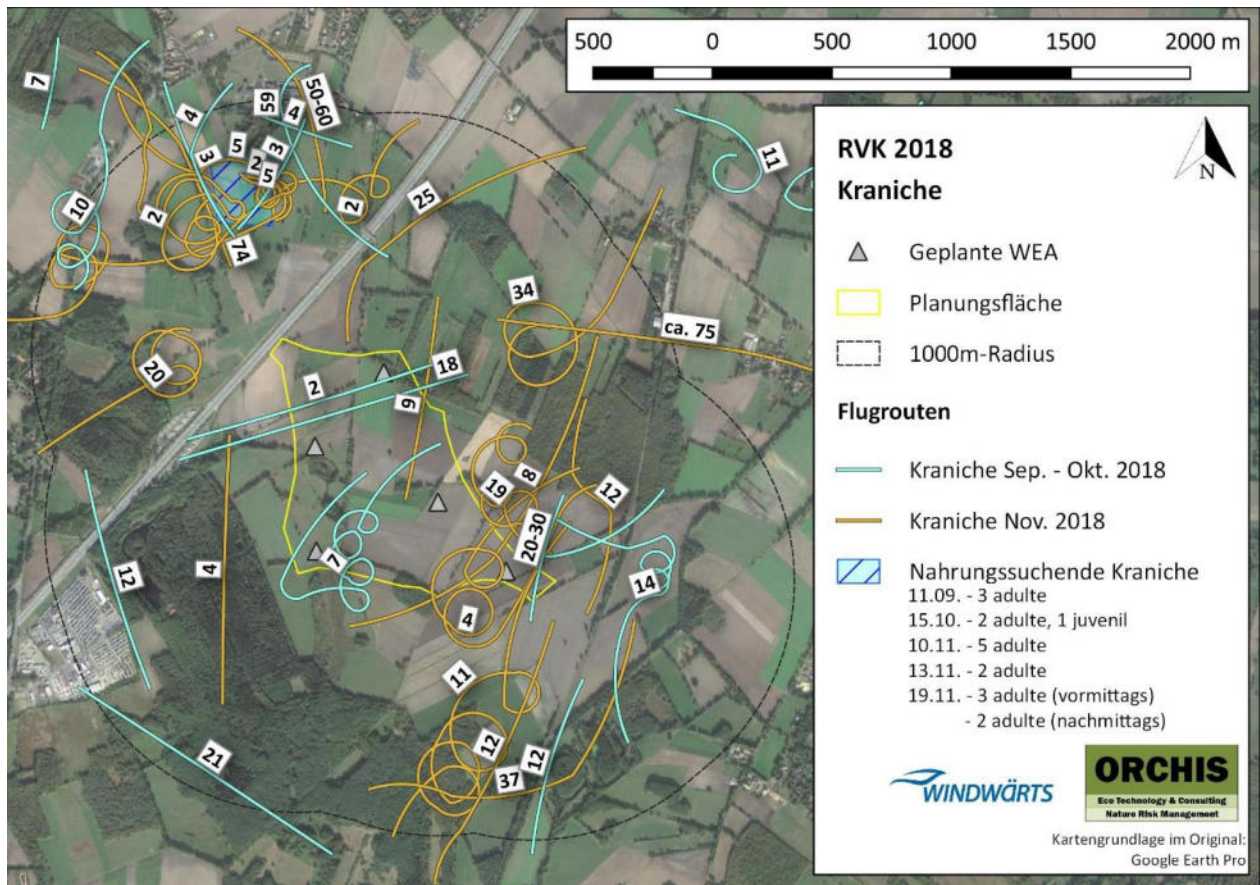 500 0 500 1000 1500 2000 m
RVK 2018
Kraniche
N
Geplante WEA
Planungsfläche
1000m-Radius
Flugrouten
Kraniche Sep. - Okt. 2018
Kraniche Nov. 2018
Nahrungssuchende Kraniche
11.09. - 3 adulte
15.10. - 2 adulte, 1 juvenil
10.11. - 5 adulte
13.11. - 2 adulte
19.11. - 3 adulte (vormittags)
- 2 adulte (nachmittags)
WINDWÄRTS
ORCHIS
Eco Technology & Consulting
Nature Risk Management
Kartengrundlage im Original:
Google Earth Pro
7
4
59
4
50-60
3
5
2
3
5
10
2
2
74
25
11
34
ca. 75
20
2
18
9
8
19
12
20-30
12
4
7
14
4
11
21
12
37
12